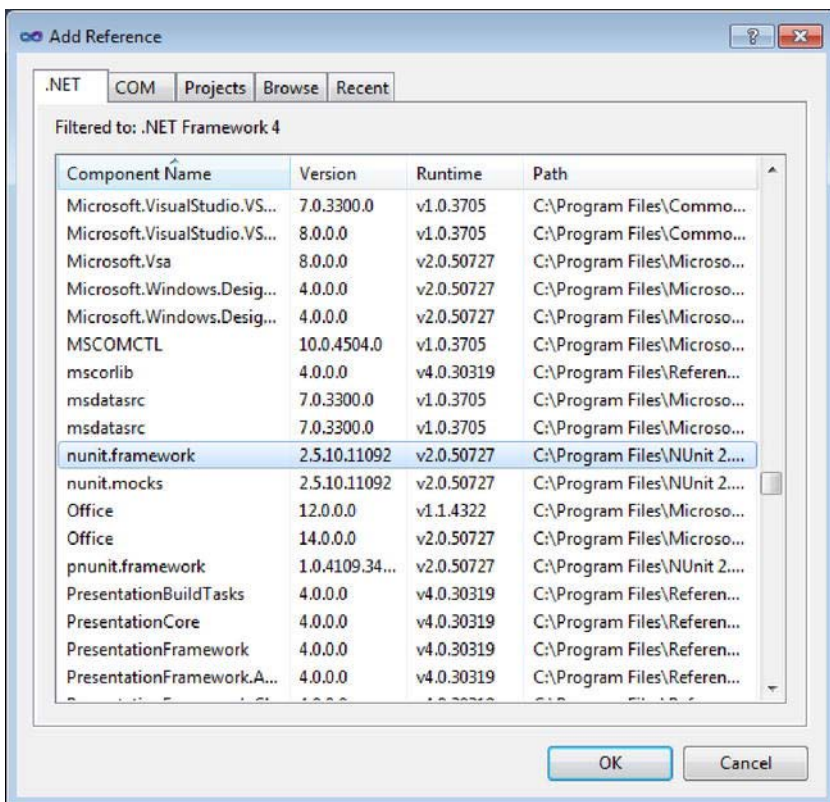 Add Reference
.NET COM Projects Browse Recent
Filtered to: .NET Framework 4
Component Name Version Runtime Path
Microsoft.VisualStudio.VS... 7.0.3300.0 v1.0.3705 C:\Program Files\Commo...
Microsoft.VisualStudio.VS... 8.0.0.0 v1.0.3705 C:\Program Files\Commo...
Microsoft.Vsa 8.0.0.0 v2.0.50727 C:\Program Files\Microso...
Microsoft.Windows.Desig... 4.0.0.0 v2.0.50727 C:\Program Files\Microso...
Microsoft.Windows.Desig... 4.0.0.0 v2.0.50727 C:\Program Files\Microso...
MSCOMCTL 10.0.4504.0 v1.0.3705 C:\Program Files\Microso...
mscorlib 4.0.0.0 v4.0.30319 C:\Program Files\Referen...
msdatasrc 7.0.3300.0 v1.0.3705 C:\Program Files\Microso...
msdatasrc 7.0.3300.0 v1.0.3705 C:\Program Files\Microso...
nunit.framework 2.5.10.11092 v2.0.50727 C:\Program Files\NUnit 2....
nunit.mocks 2.5.10.11092 v2.0.50727 C:\Program Files\NUnit 2....
Office 12.0.0.0 v1.1.4322 C:\Program Files\Microso...
Office 14.0.0.0 v2.0.50727 C:\Program Files\Microso...
pnunit.framework 1.0.4109.34... v2.0.50727 C:\Program Files\NUnit 2....
PresentationBuildTasks 4.0.0.0 v4.0.30319 C:\Program Files\Referen...
PresentationCore 4.0.0.0 v4.0.30319 C:\Program Files\Referen...
PresentationFramework 4.0.0.0 v4.0.30319 C:\Program Files\Referen...
PresentationFramework.A... 4.0.0.0 v4.0.30319 C:\Program Files\Referen...
OK Cancel